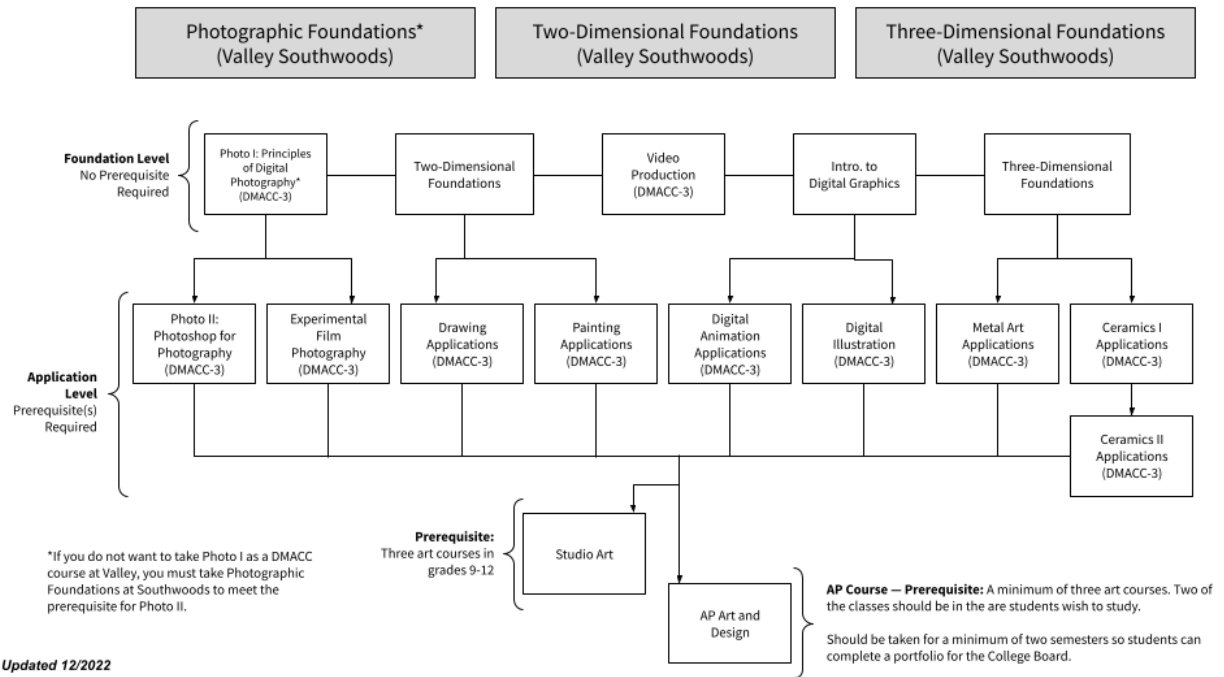 Photographic Foundations*
(Valley Southwoods)
Two-Dimensional Foundations
(Valley Southwoods)
Three-Dimensional Foundations
(Valley Southwoods)
Foundation Level
No Prerequisite
Required
Photo I: Principles
of Digital
Photography*
(DMACC-3)
Two-Dimensional
Foundations
Video
Production
(DMACC-3)
Intro. to
Digital Graphics
Three-Dimensional
Foundations
Application
Level
Prerequisite(s)
Required
Photo II:
Photoshop for
Photography
(DMACC-3)
Experimental
Film
Photography
(DMACC-3)
Drawing
Applications
(DMACC-3)
Painting
Applications
(DMACC-3)
Digital
Animation
Applications
(DMACC-3)
Digital
Illustration
(DMACC-3)
Metal Art
Applications
(DMACC-3)
Ceramics I
Applications
(DMACC-3)
Ceramics II
Applications
(DMACC-3)
Prerequisite:
Three art courses in
grades 9-12
Studio Art
*If you do not want to take Photo I as a DMACC
course at Valley, you must take Photographic
Foundations at Southwoods to meet the
prerequisite for Photo II.
AP Art and
Design
AP Course — Prerequisite: A minimum of three art courses. Two of
the classes should be in the are students wish to study.
Should be taken for a minimum of two semesters so students can
complete a portfolio for the College Board.
Updated 12/2022